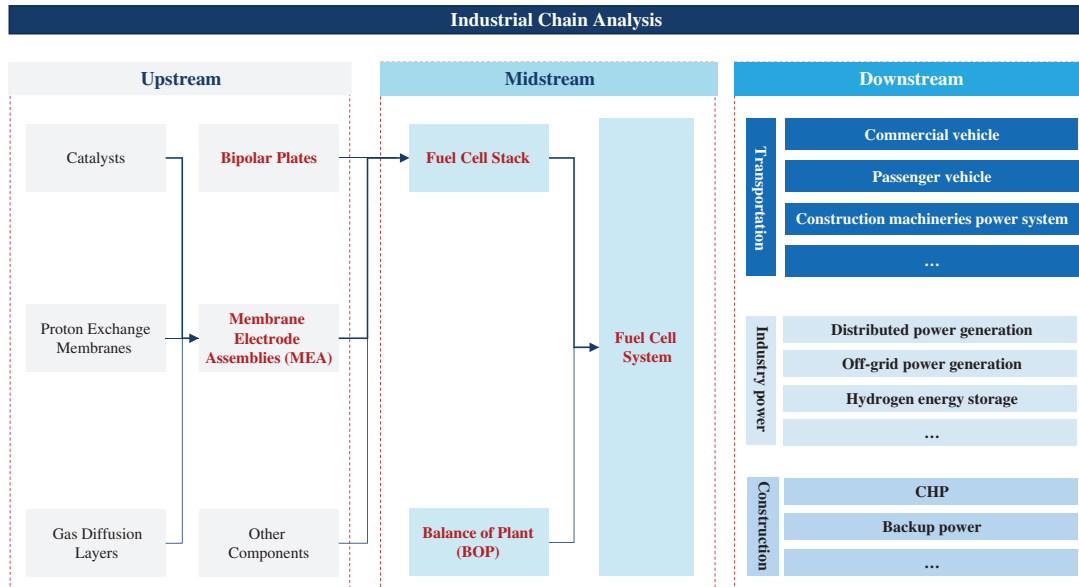 Industrial Chain Analysis
Upstream
Midstream
Downstream
Catalysts
Bipolar Plates
Fuel Cell Stack
Proton Exchange
Membranes
Membrane
Electrode
Assemblies (MEA)
Fuel Cell
System
Gas Diffusion
Layers
Other
Components
Balance of Plant
(BOP)
Transportation
Commercial vehicle
Passenger vehicle
Construction machineries power system
...
Industry power
Distributed power generation
Off-grid power generation
Hydrogen energy storage
...
Construction
CHP
Backup power
...